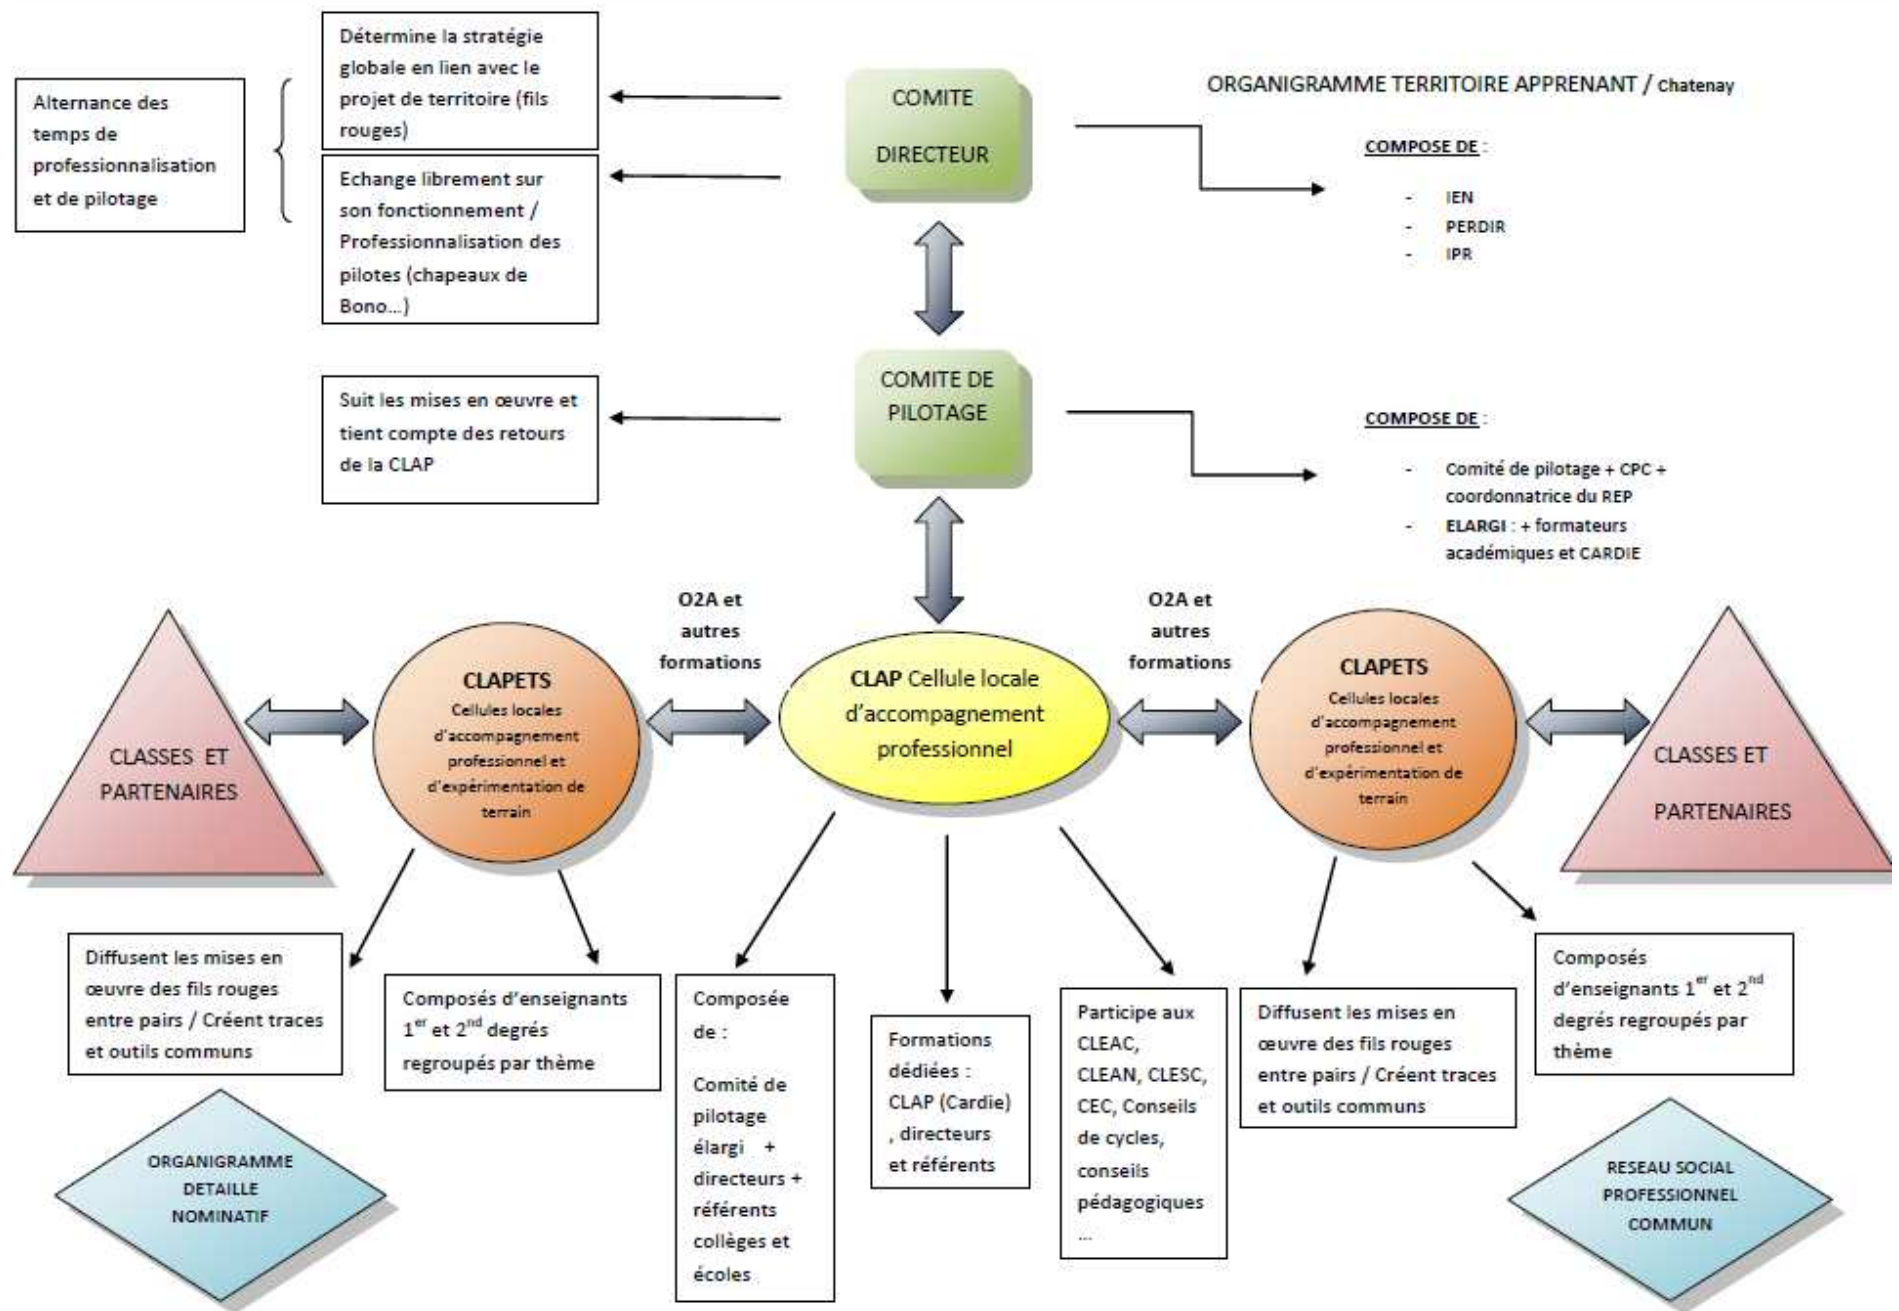 ORGANIGRAMME TERRITOIRE APPRENANT / Chatenay
Alternance des
temps de
professionnalisation
et de pilotage
Détermine la stratégie
globale en lien avec le
projet de territoire (fils
rouges)
Echange librement sur
son fonctionnement /
Professionnalisation des
pilotes (chapeaux de
Bono…)
COMITE
DIRECTEUR
COMPOSE DE :
- IEN
- PERDIR
- IPR
Suit les mises en œuvre et
tient compte des retours
de la CLAP
COMITE DE
PILOTAGE
COMPOSE DE :
- Comité de pilotage + CPC +
coordonnatrice du REP
- ELARGI : + formateurs
académiques et CARDIE
CLASSES ET
PARTENAIRES
CLAPETS
Cellules locales
d’accompagnement
professionnel et
d’expérimentation de
terrain
O2A et
autres
formations
CLAP Cellule locale
d’accompagnement
professionnel
O2A et
autres
formations
CLAPETS
Cellules locales
d’accompagnement
professionnel et
d’expérimentation de
terrain
CLASSES ET
PARTENAIRES
Diffusent les mises en
œuvre des fils rouges
entre pairs / Créent traces
et outils communs
Composés d’enseignants
1er et 2nd degrés
regroupés par thème
Composée
de :
Comité de
pilotage
élargi +
directeurs +
référents
collèges et
écoles
Formations
dédiées :
CLAP (Cardie)
, directeurs
et référents
Participe aux
CLEAC,
CLEAN, CLESC,
CEC, Conseils
de cycles,
conseils
pédagogiques
…
Diffusent les mises en
œuvre des fils rouges
entre pairs / Créent traces
et outils communs
Composés
d’enseignants 1er et 2nd
degrés regroupés par
thème
ORGANIGRAMME
DETAILLE
NOMINATIF
RESEAU SOCIAL
PROFESSIONNEL
COMMUN